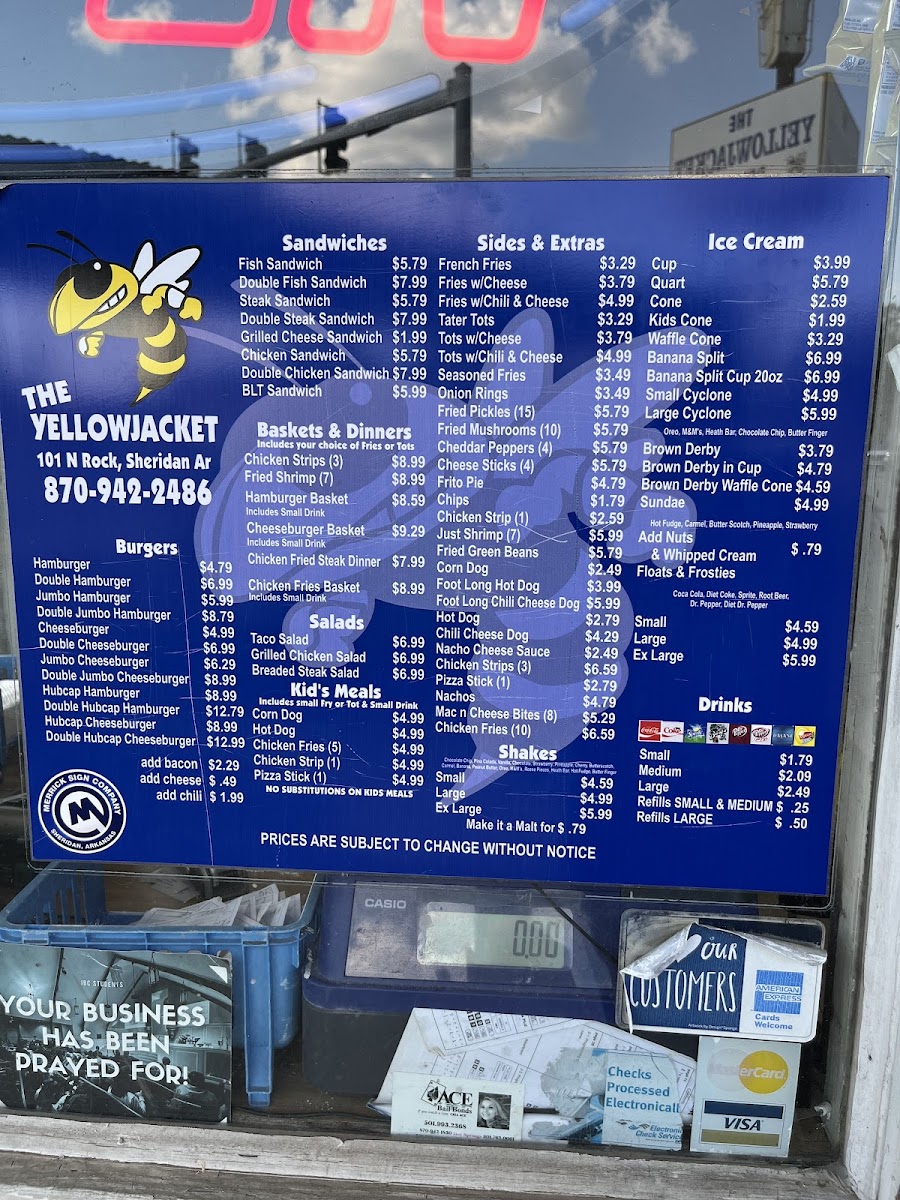 THE
YELLOWJACKET
THE
YELLOWJACKET
101 N Rock, Sheridan Ar
870-942-2486
Burgers
Hamburger $4.79
Double Hamburger $6.99
Jumbo Hamburger $5.99
Double Jumbo Hamburger $8.79
Cheeseburger $4.99
Double Cheeseburger $6.99
Jumbo Cheeseburger $6.29
Double Jumbo Cheeseburger $8.99
Hubcap Hamburger $8.99
Double Hubcap Hamburger $12.79
Hubcap Cheeseburger $8.99
Double Hubcap Cheeseburger $12.99
add bacon $2.29
add cheese $ .49
add chili $ 1.99
MERRICK SIGN COMPANY
SHERIDAN, ARKANSAS
Sandwiches
Fish Sandwich $5.79
Double Fish Sandwich $7.99
Steak Sandwich $5.79
Double Steak Sandwich $7.99
Grilled Cheese Sandwich $1.99
Chicken Sandwich $5.79
Double Chicken Sandwich $7.99
BLT Sandwich $5.99
Baskets & Dinners
Includes your choice of Fries or Tots
Chicken Strips (3) $8.99
Fried Shrimp (7) $8.99
Hamburger Basket $8.59
Includes Small Drink
Cheeseburger Basket $9.29
Includes Small Drink
Chicken Fried Steak Dinner $7.99
Chicken Fries Basket $8.99
Includes Small Drink
Salads
Taco Salad $6.99
Grilled Chicken Salad $6.99
Breaded Steak Salad $6.99
Kid's Meals
Includes small Fry or Tot & Small Drink
Corn Dog $4.99
Hot Dog $4.99
Chicken Fries (5) $4.99
Chicken Strip (1) $4.99
Pizza Stick (1) $4.99
NO SUBSTITUTIONS ON KIDS MEALS
Sides & Extras
French Fries $3.29
Fries w/Cheese $3.79
Fries w/Chili & Cheese $4.99
Tater Tots $3.29
Tots w/Cheese $3.79
Tots w/Chili & Cheese $4.99
Seasoned Fries $3.49
Onion Rings $3.49
Fried Pickles (15) $5.79
Fried Mushrooms (10) $5.79
Cheddar Peppers (4) $5.79
Cheese Sticks (4) $5.79
Frito Pie $4.79
Chips $1.79
Chicken Strip (1) $2.59
Just Shrimp (7) $5.99
Fried Green Beans $5.79
Corn Dog $2.49
Foot Long Hot Dog $3.99
Foot Long Chili Cheese Dog $5.99
Hot Dog $2.79
Chili Cheese Dog $4.29
Nacho Cheese Sauce $2.49
Chicken Strips (3) $6.59
Pizza Stick (1) $2.79
Nachos $4.79
Mac n Cheese Bites (8) $5.29
Chicken Fries (10) $6.59
Shakes
Small $4.59
Large $4.99
Ex Large $5.99
Make it a Malt for $ .79
Ice Cream
Cup $3.99
Quart $5.79
Cone $2.59
Kids Cone $1.99
Waffle Cone $3.29
Banana Split $6.99
Banana Split Cup 20oz $6.99
Small Cyclone $4.99
Large Cyclone $5.99
Oreo, M&M's, Heath Bar, Chocolate Chip, Butter Finger
Brown Derby $3.79
Brown Derby in Cup $4.79
Brown Derby Waffle Cone $4.59
Sundae $4.99
Hot Fudge, Carmel, Butter Scotch, Pineapple, Strawberry
Add Nuts
& Whipped Cream $ .79
Floats & Frosties
Coca Cola, Diet Coke, Sprite, Root Beer,
Dr. Pepper, Diet Dr. Pepper
Small $4.59
Large $4.99
Ex Large $5.99
Drinks
Small $1.79
Medium $2.09
Large $2.49
Refills SMALL & MEDIUM $ .25
Refills LARGE $ .50
PRICES ARE SUBJECT TO CHANGE WITHOUT NOTICE
CASIO
0.00
IBC STUDENTS
YOUR BUSINESS
HAS BEEN
PRAYED FOR!
OUR
CUSTOMERS
AMERICAN
EXPRESS
Cards
Welcome
ACE
Bail Bonds
501.993.2368
Checks
Processed
Electronicall
Electronic
Check Servic
MasterCard
VISA